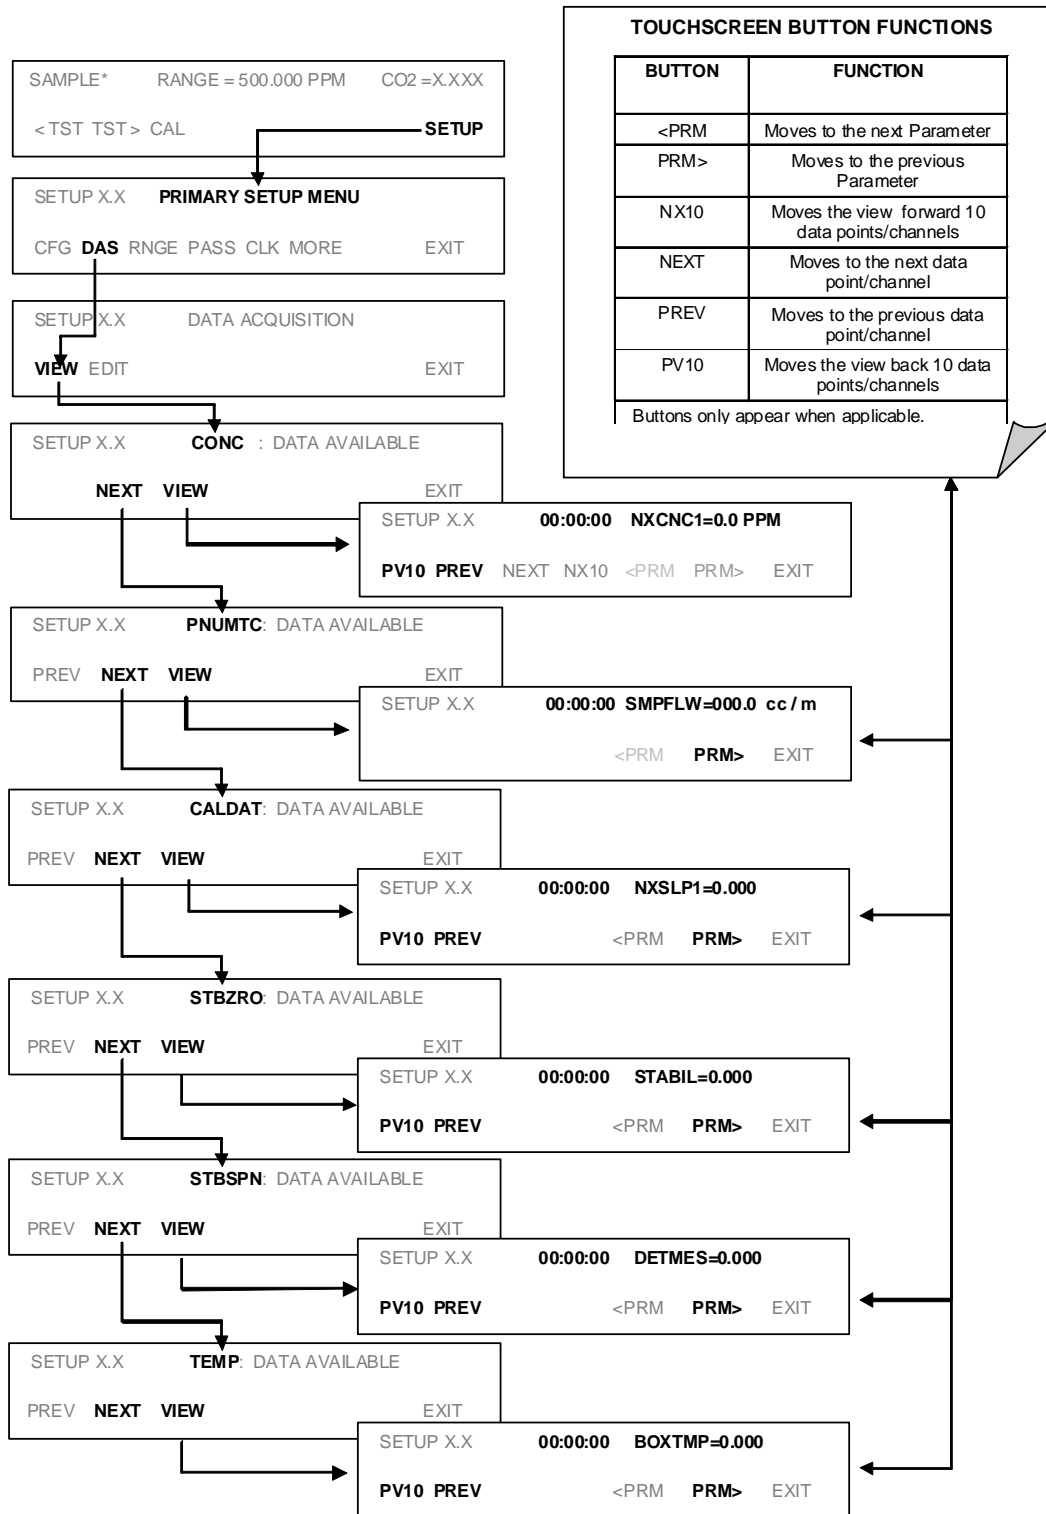 SAMPLE* RANGE = 500.000 PPM CO2 =X.XXX
< TST TST > CAL SETUP
SETUP X.X PRIMARY SETUP MENU
CFG DAS RNGE PASS CLK MORE EXIT
SETUP X.X DATA ACQUISITION
VIEW EDIT EXIT
SETUP X.X CONC : DATA AVAILABLE
NEXT VIEW EXIT
SETUP X.X 00:00:00 NXCNC1=0.0 PPM
PV10 PREV NEXT NX10 <PRM PRM> EXIT
SETUP X.X PNUMTC: DATA AVAILABLE
PREV NEXT VIEW EXIT
SETUP X.X 00:00:00 SMPFLW=000.0 cc / m
<PRM PRM> EXIT
SETUP X.X CALDAT: DATA AVAILABLE
PREV NEXT VIEW EXIT
SETUP X.X 00:00:00 NXSLP1=0.000
PV10 PREV <PRM PRM> EXIT
SETUP X.X STBZRO: DATA AVAILABLE
PREV NEXT VIEW EXIT
SETUP X.X 00:00:00 STABIL=0.000
PV10 PREV <PRM PRM> EXIT
SETUP X.X STBSPN: DATA AVAILABLE
PREV NEXT VIEW EXIT
SETUP X.X 00:00:00 DETMES=0.000
PV10 PREV <PRM PRM> EXIT
SETUP X.X TEMP: DATA AVAILABLE
PREV NEXT VIEW EXIT
SETUP X.X 00:00:00 BOXTMP=0.000
PV10 PREV <PRM PRM> EXIT
TOUCHSCREEN BUTTON FUNCTIONS
BUTTON FUNCTION
<PRM Moves to the next Parameter
PRM> Moves to the previous
Parameter
NX10 Moves the view forward 10
data points/channels
NEXT Moves to the next data
point/channel
PREV Moves to the previous data
point/channel
PV10 Moves the view back 10 data
points/channels
Buttons only appear when applicable.